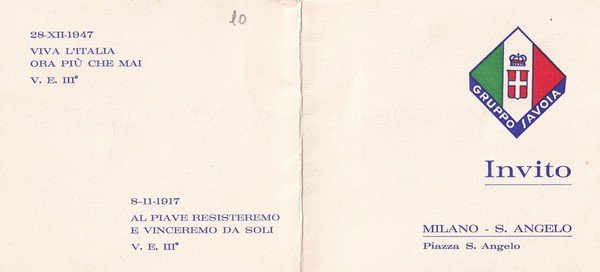 10
28-XII-1947
VIVA L'ITALIA
ORA PIÙ CHE MAI
V. E. III°
8-11-1917
AL PIAVE RESISTEREMO
E VINCEREMO DA SOLI
V. E. III°
GRUPPO SAVOIA
Invito
MILANO - S. ANGELO
Piazza S. Angelo